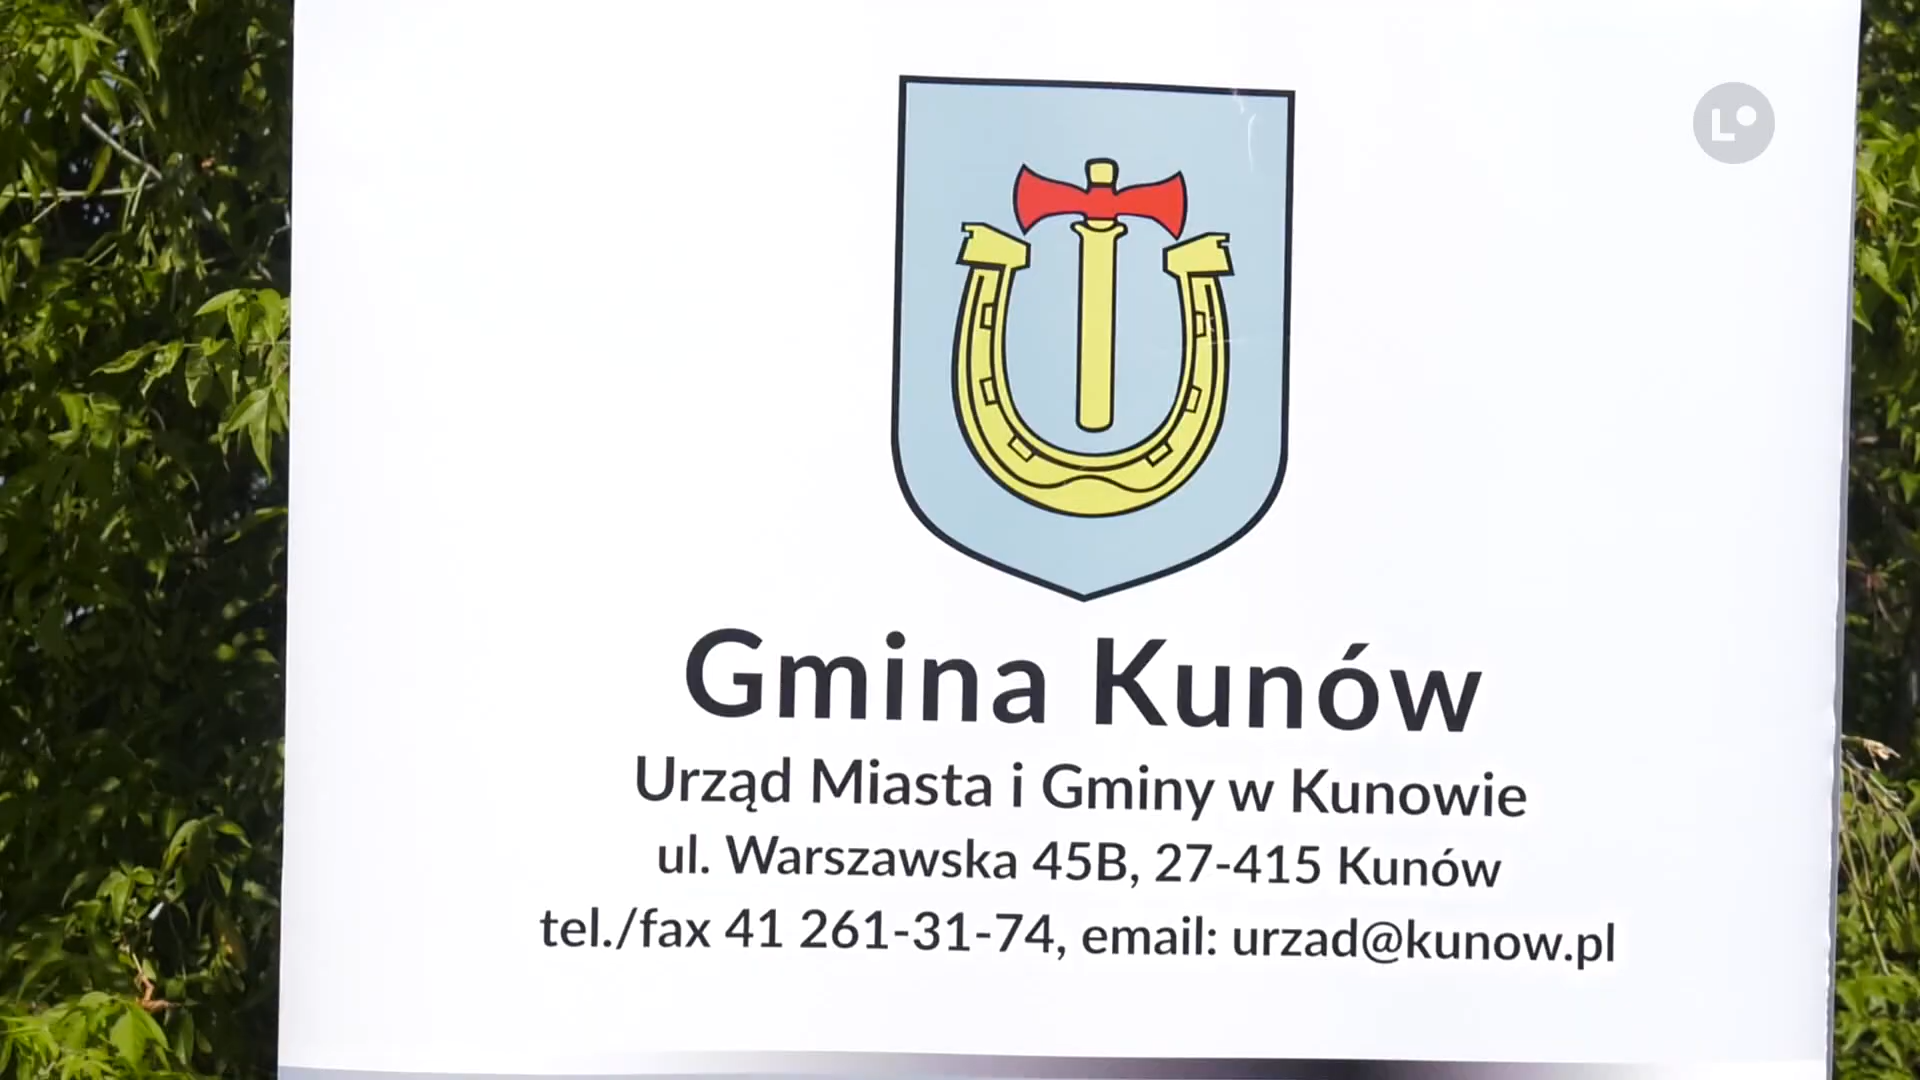 L
Gmina Kunów
Urząd Miasta i Gminy w Kunowie
ul. Warszawska 45B, 27-415 Kunów
tel./fax 41 261-31-74, email: urzad@kunow.pl